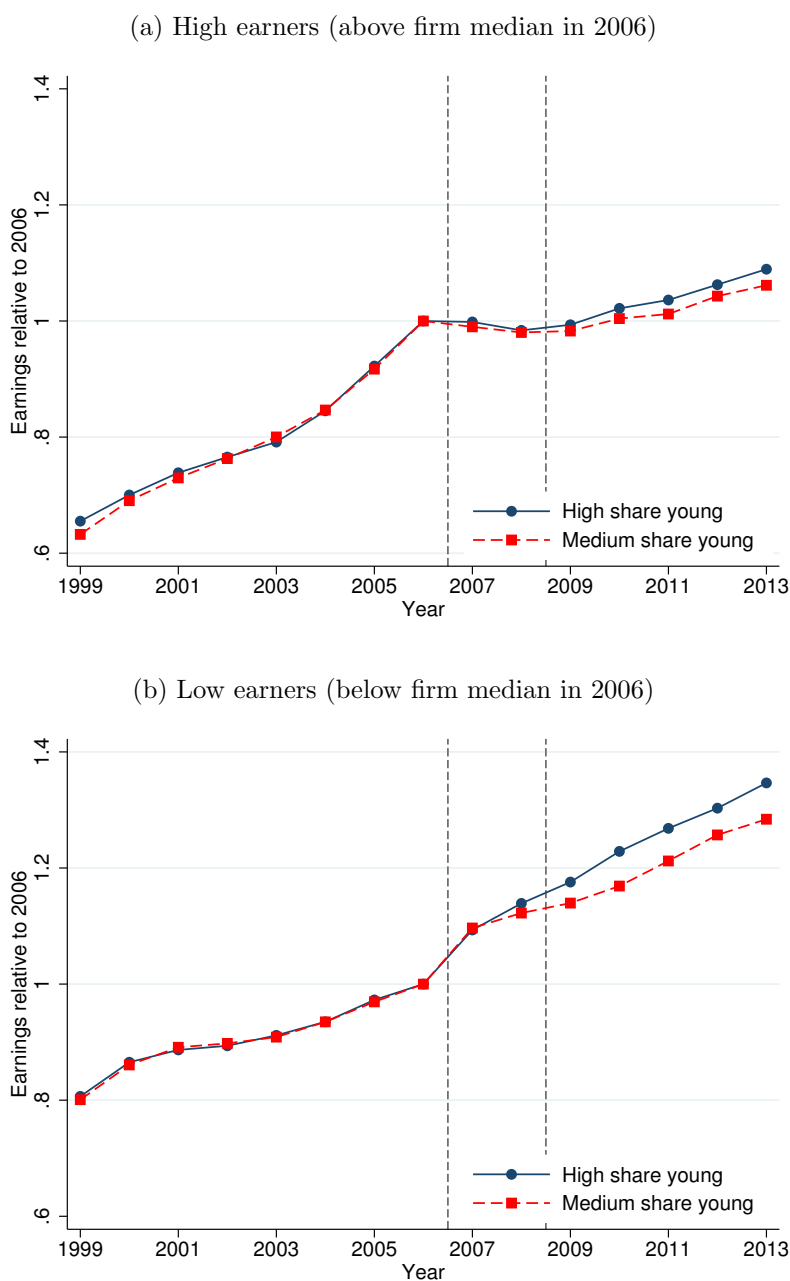 (a) High earners (above firm median in 2006)
1.4
1.2
1
.8
.6
Earnings relative to 2006
High share young
Medium share young
1999 2001 2003 2005 2007 2009 2011 2013
Year
(b) Low earners (below firm median in 2006)
1.4
1.2
1
.8
.6
Earnings relative to 2006
High share young
Medium share young
1999 2001 2003 2005 2007 2009 2011 2013
Year